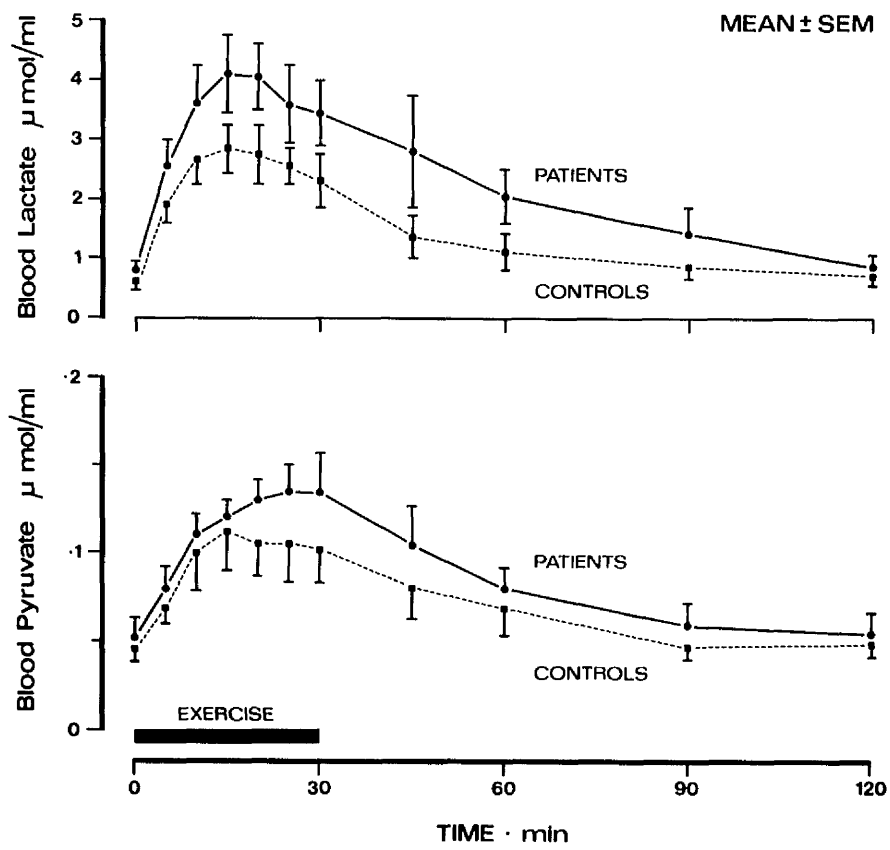 MEAN ± SEM
Blood Lactate μ mol/ml
5
4
3
2
1
0
PATIENTS
CONTROLS
Blood Pyruvate μ mol/ml
·2
·1
0
PATIENTS
CONTROLS
EXERCISE
0 30 60 90 120
TIME · min